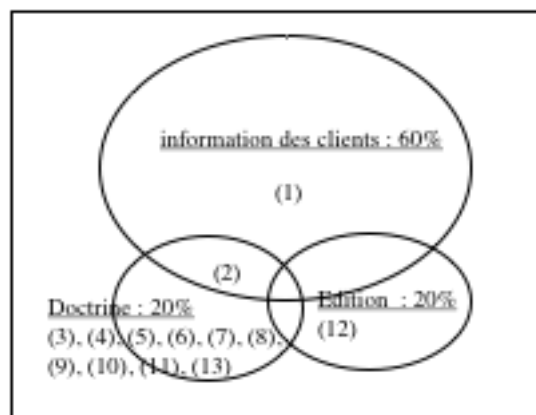 information des clients : 60%
(1)
(2)
Doctrine : 20%
(3), (4), (5), (6), (7), (8),
(9), (10), (11), (13)
Edition : 20%
(12)